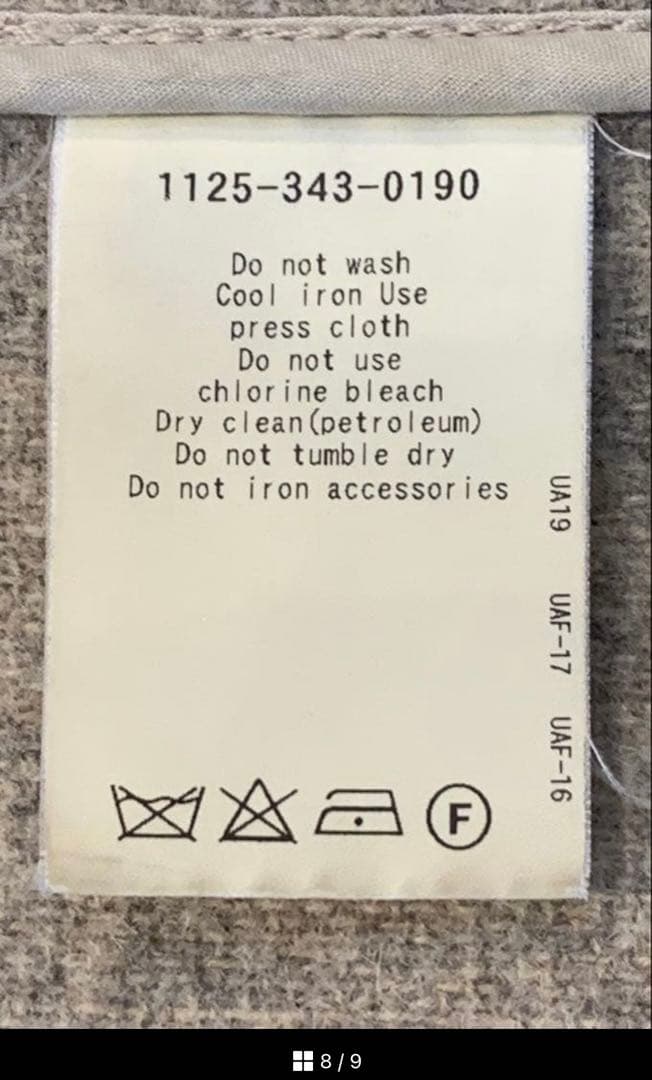 1125-343-0190
Do not wash
Cool iron Use
press cloth
Do not use
chlorine bleach
Dry clean(petroleum)
Do not tumble dry
Do not iron accessories
UA19
UAF-17
UAF-16
F
8/9